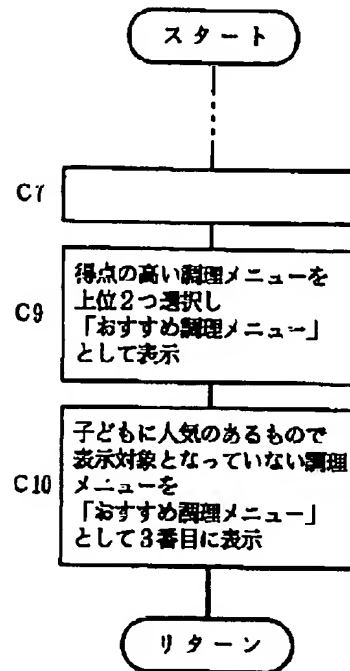 スタート
C7
C9
得点の高い調理メニューを
上位2つ選択し
「おすすめ調理メニュー」
として表示
C10
子どもに人気のあるもので
表示対象となっていない調理
メニューを
「おすすめ調理メニュー」
として3番目に表示
リターン